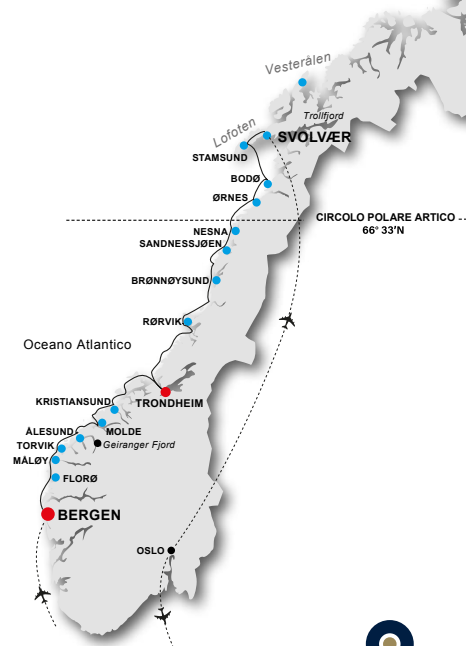 Vesterålen
Trollfjord
Lofoten
SVOLVÆR
STAMSUND
BODØ
ØRNES
CIRCOLO POLARE ARTICO
66° 33'N
NESNA
SANDNESSJØEN
BRØNNØYSUND
RØRVIK
Oceano Atlantico
KRISTIANSUND
TRONDHEIM
ÅLESUND
MOLDE
TORVIK
Geiranger Fjord
MÅLØY
FLORØ
BERGEN
OSLO